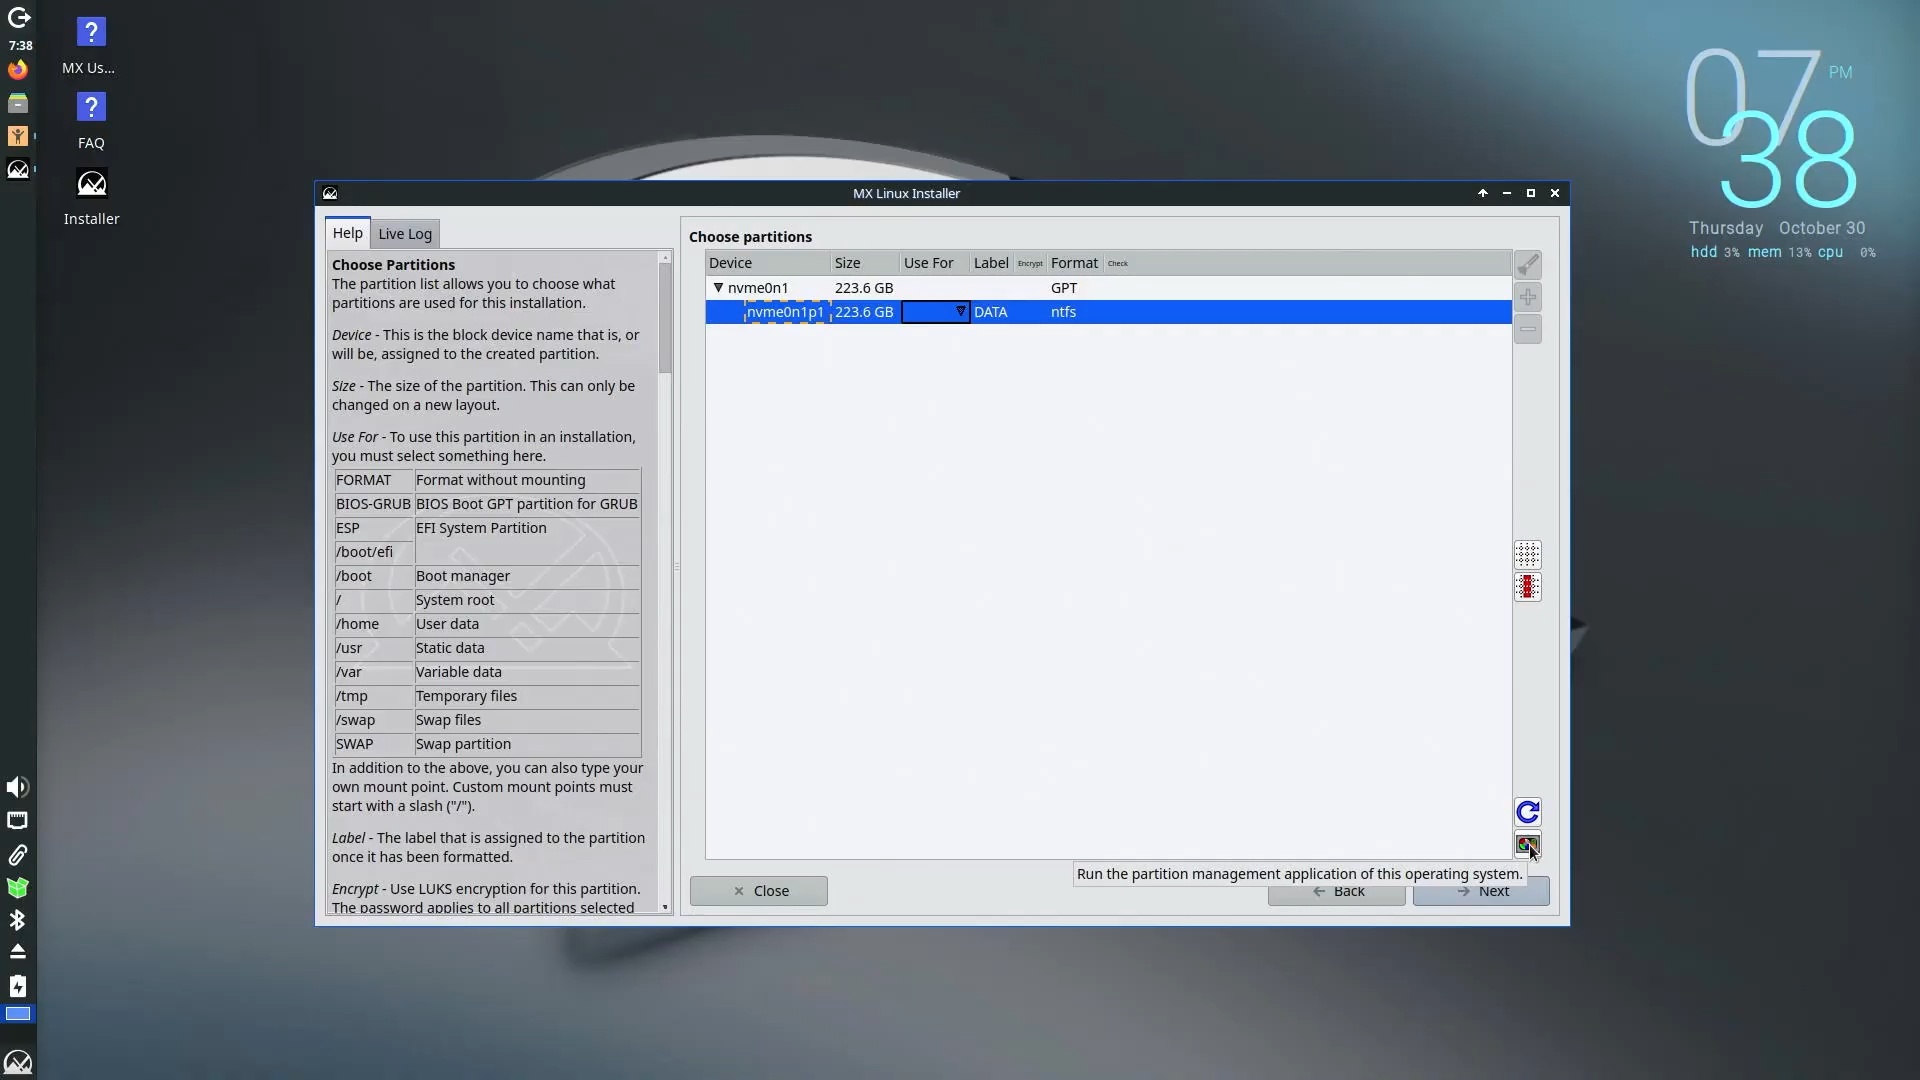 7:38
MX Us...
FAQ
Installer
07 PM
38
Thursday October 30
hdd 3% mem 13% cpu 0%
MX Linux Installer
Help Live Log
Choose Partitions
The partition list allows you to choose what
partitions are used for this installation.
Device - This is the block device name that is, or
will be, assigned to the created partition.
Size - The size of the partition. This can only be
changed on a new layout.
Use For - To use this partition in an installation,
you must select something here.
FORMAT Format without mounting
BIOS-GRUB BIOS Boot GPT partition for GRUB
ESP EFI System Partition
/boot/efi
/boot Boot manager
/ System root
/home User data
/usr Static data
/var Variable data
/tmp Temporary files
/swap Swap files
SWAP Swap partition
In addition to the above, you can also type your
own mount point. Custom mount points must
start with a slash ("/").
Label - The label that is assigned to the partition
once it has been formatted.
Encrypt - Use LUKS encryption for this partition.
The password applies to all partitions selected
Choose partitions
Device Size Use For Label Encrypt Format Check
nvme0n1 223.6 GB GPT
nvme0n1p1 223.6 GB DATA ntfs
Run the partition management application of this operating system.
Close Back Next